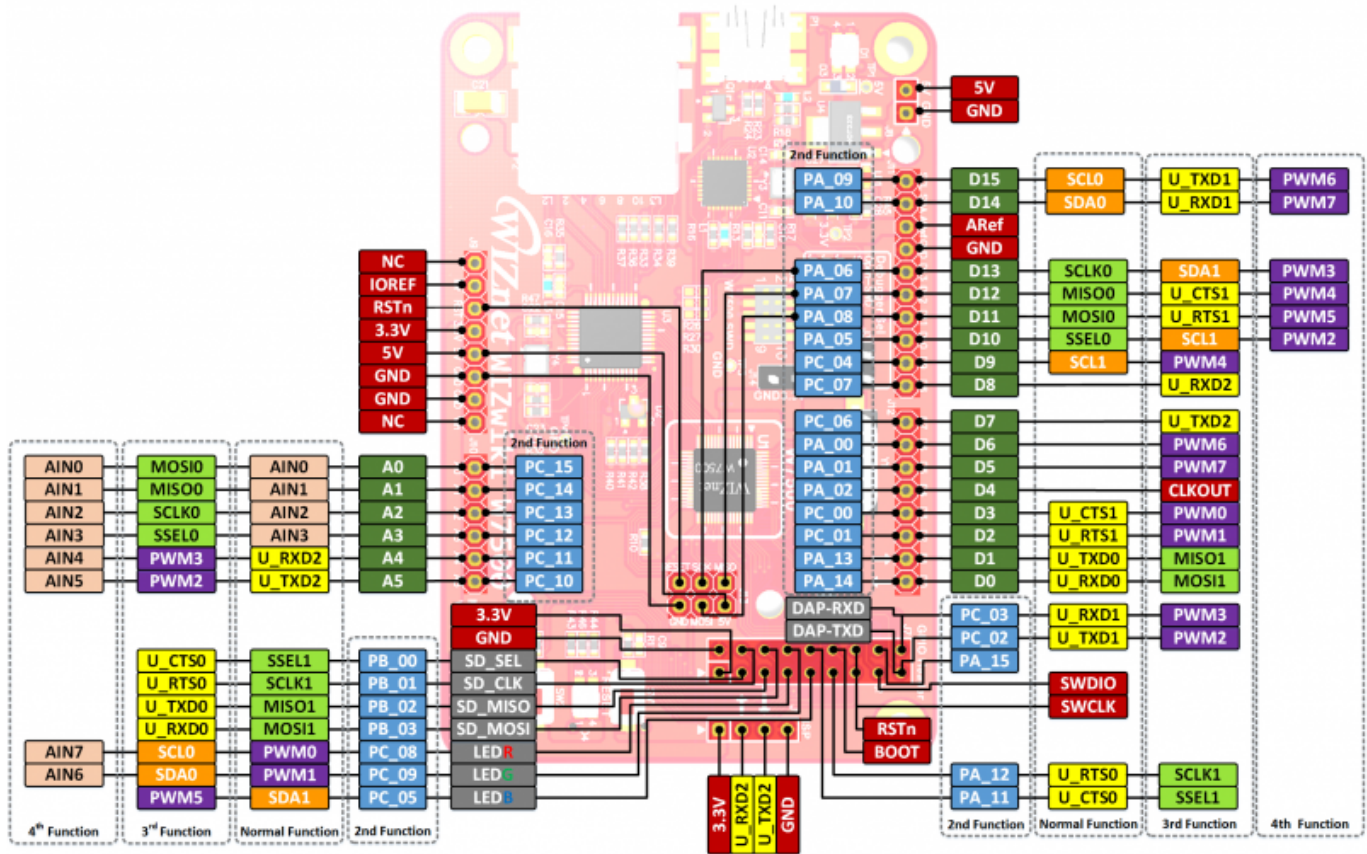 5V
GND
2nd Function
PA_09 D15 SCL0 U_TXD1 PWM6
PA_10 D14 SDA0 U_RXD1 PWM7
ARef
GND
PA_06 D13 SCLK0 SDA1 PWM3
PA_07 D12 MISO0 U_CTS1 PWM4
PA_08 D11 MOSI0 U_RTS1 PWM5
PA_05 D10 SSEL0 SCL1 PWM2
PC_04 D9 SCL1 PWM4
PC_07 D8 U_RXD2
PC_06 D7 U_TXD2
PA_00 D6 PWM6
PA_01 D5 PWM7
PA_02 D4 CLKOUT
PC_00 D3 U_CTS1 PWM0
PC_01 D2 U_RTS1 PWM1
PA_13 D1 U_TXD0 MISO1
PA_14 D0 U_RXD0 MOSI1
NC
IOREF
RSTn
3.3V
5V
GND
GND
NC
WIZnet WIZwiki W7500
WIZnet
W7500
U1
2nd Function
AIN0 MOSI0 AIN0 A0 PC_15
AIN1 MISO0 AIN1 A1 PC_14
AIN2 SCLK0 AIN2 A2 PC_13
AIN3 SSEL0 AIN3 A3 PC_12
AIN4 PWM3 U_RXD2 A4 PC_11
AIN5 PWM2 U_TXD2 A5 PC_10
GND MOSI 5V
3.3V
GND
U_CTS0 SSEL1 PB_00 SD_SEL
U_RTS0 SCLK1 PB_01 SD_CLK
U_TXD0 MISO1 PB_02 SD_MISO
U_RXD0 MOSI1 PB_03 SD_MOSI
AIN7 SCL0 PWM0 PC_08 LEDR
AIN6 SDA0 PWM1 PC_09 LEDG
PWM5 SDA1 PC_05 LEDB
4th Function 3rd Function Normal Function 2nd Function
DAP-RXD
DAP-TXD
PC_03 U_RXD1 PWM3
PC_02 U_TXD1 PWM2
PA_15
SWDIO
SWCLK
RSTn
BOOT
PA_12 U_RTS0 SCLK1
PA_11 U_CTS0 SSEL1
2nd Function Normal Function 3rd Function 4th Function
3.3V
U_RXD2
U_TXD2
GND